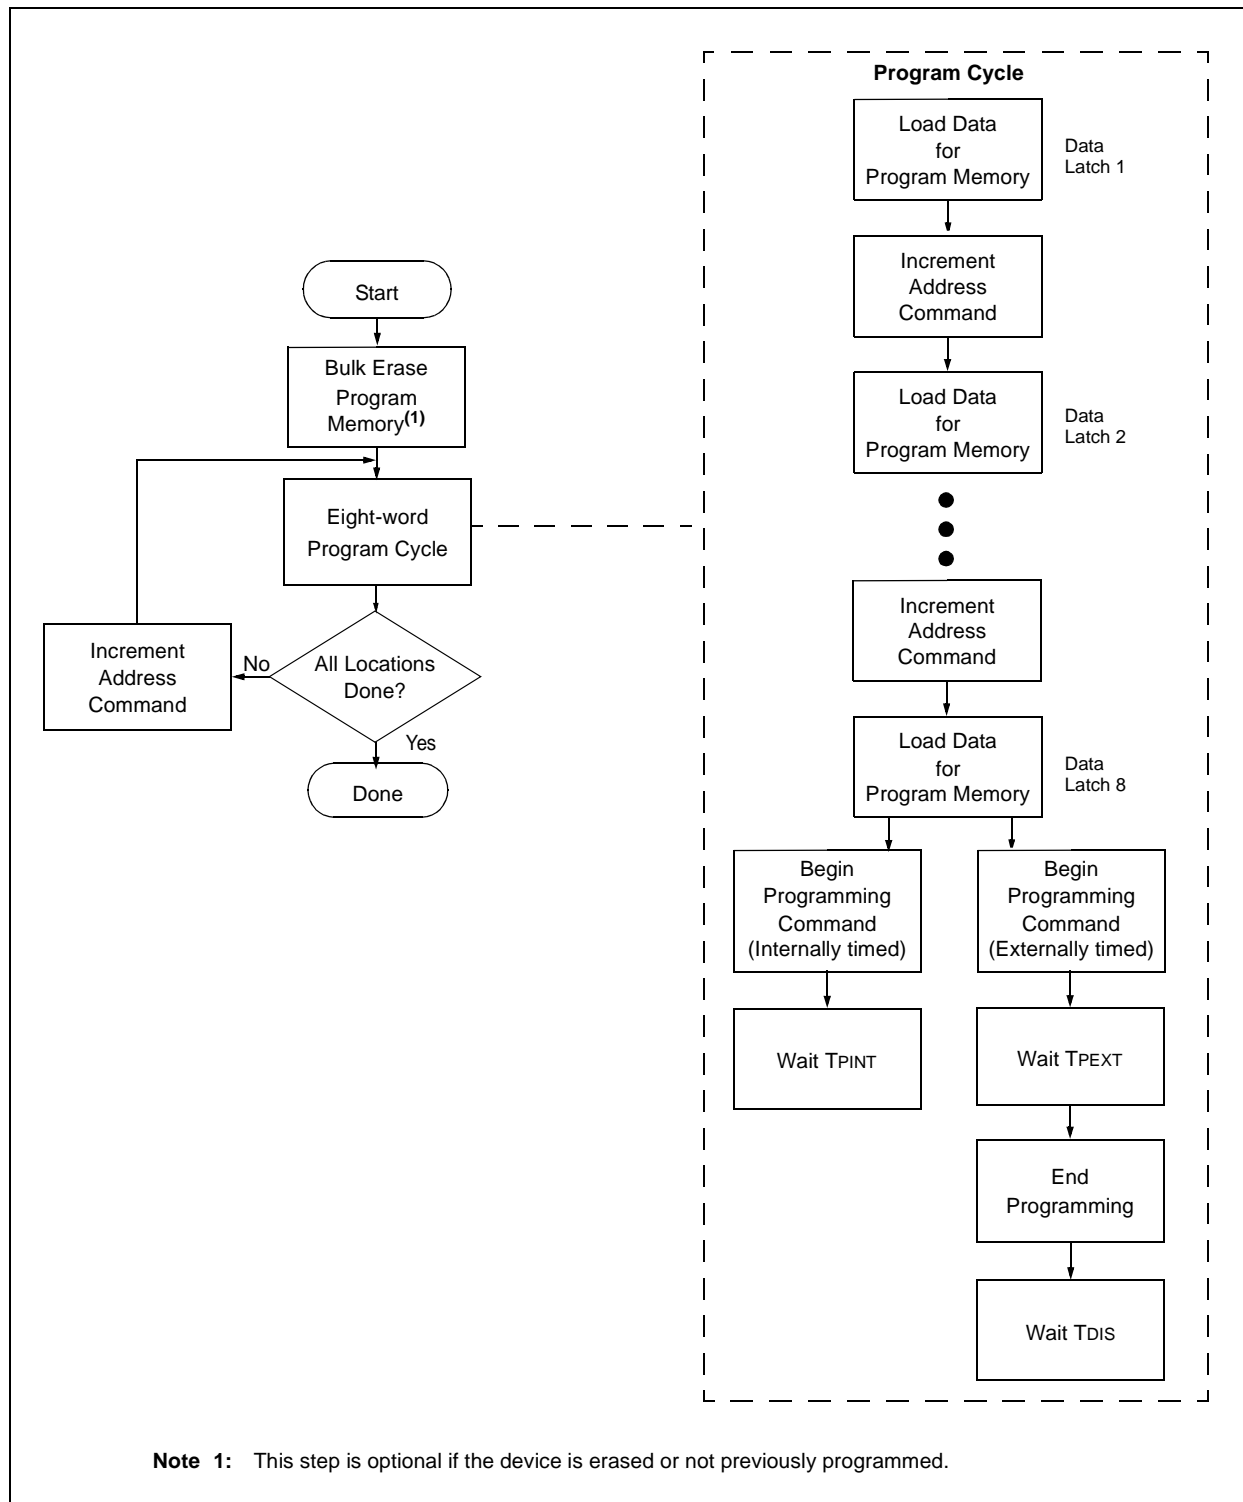 Start
Bulk Erase
Program
Memory(1)
Eight-word
Program Cycle
All Locations
Done?
No
Increment
Address
Command
Yes
Done
Program Cycle
Load Data
for
Program Memory
Data
Latch 1
Increment
Address
Command
Load Data
for
Program Memory
Data
Latch 2
Increment
Address
Command
Load Data
for
Program Memory
Data
Latch 8
Begin
Programming
Command
(Internally timed)
Wait TPINT
Begin
Programming
Command
(Externally timed)
Wait TPEXT
End
Programming
Wait TDIS
Note 1: This step is optional if the device is erased or not previously programmed.